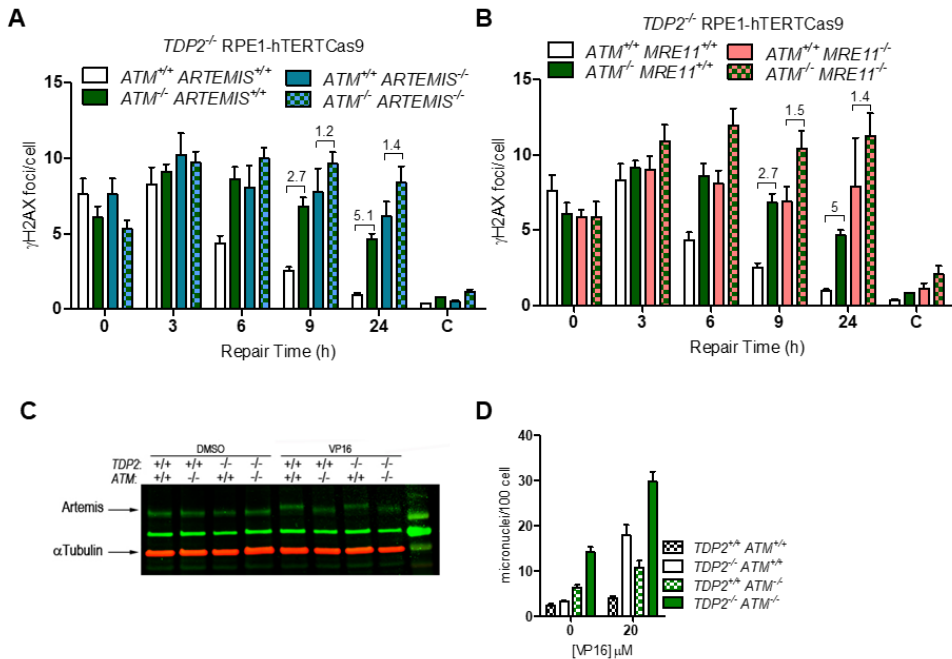 A
TDP2-/- RPE1-hTERTCas9
ATM+/+ ARTEMIS+/+
ATM+/+ ARTEMIS-/-
ATM-/- ARTEMIS+/+
ATM-/- ARTEMIS-/-
γH2AX foci/cell
15
10
5
0
2.7
1.2
5.1
1.4
0 3 6 9 24 C
Repair Time (h)
B
TDP2-/- RPE1-hTERTCas9
ATM+/+ MRE11+/+
ATM+/+ MRE11-/-
ATM-/- MRE11+/+
ATM-/- MRE11-/-
γH2AX foci/cell
15
10
5
0
2.7
1.5
5
1.4
0 3 6 9 24 C
Repair Time (h)
C
DMSO VP16
TDP2: +/+ +/+ -/- -/- +/+ +/+ -/- -/-
ATM: +/+ -/- +/+ -/- +/+ -/- +/+ -/-
Artemis
αTubulin
D
micronuclei/100 cell
40
30
20
10
0
TDP2+/+ ATM+/+
TDP2-/- ATM+/+
TDP2+/+ ATM-/-
TDP2-/- ATM-/-
0 20
[VP16] μM